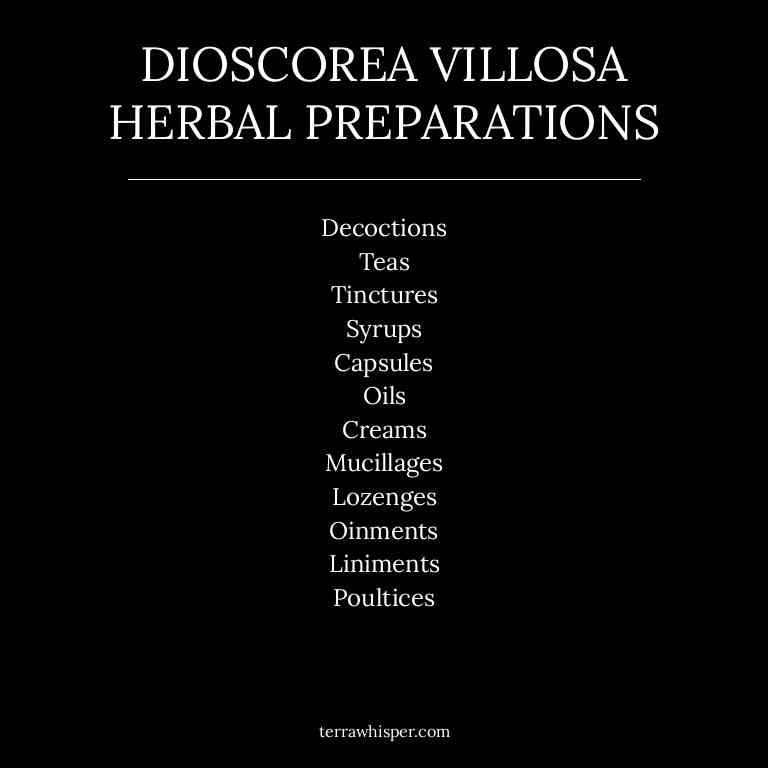 DIOSCOREA VILLOSA
HERBAL PREPARATIONS
Decoctions
Teas
Tinctures
Syrups
Capsules
Oils
Creams
Mucillages
Lozenges
Oinments
Liniments
Poultices
terrawhisper.com